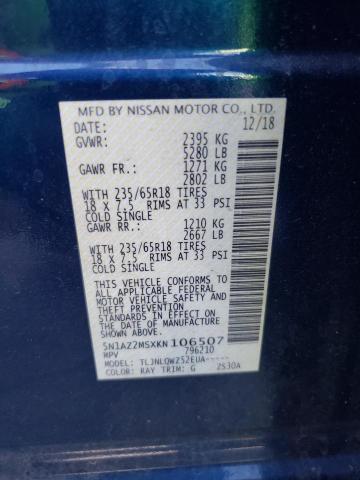 MFD BY NISSAN MOTOR CO., LTD.
DATE: 12/18
GVWR: 2395 KG
5280 LB
GAWR FR.: 1271 KG
2802 LB
WITH 235/65R18 TIRES
18 X 7.5 RIMS AT 33 PSI
COLD SINGLE
GAWR RR.: 1210 KG
2667 LB
WITH 235/65R18 TIRES
18 X 7.5 RIMS AT 33 PSI
COLD SINGLE
THIS VEHICLE CONFORMS TO
ALL APPLICABLE FEDERAL
MOTOR VEHICLE SAFETY AND
THEFT PREVENTION
STANDARDS IN EFFECT ON
THE DATE OF MANUFACTURE
SHOWN ABOVE.
5N1AZ2MSXKN106507
MPV 796210
MODEL: TLJNLQWZ52EUA-----
COLOR: RAY TRIM: G 2S30A